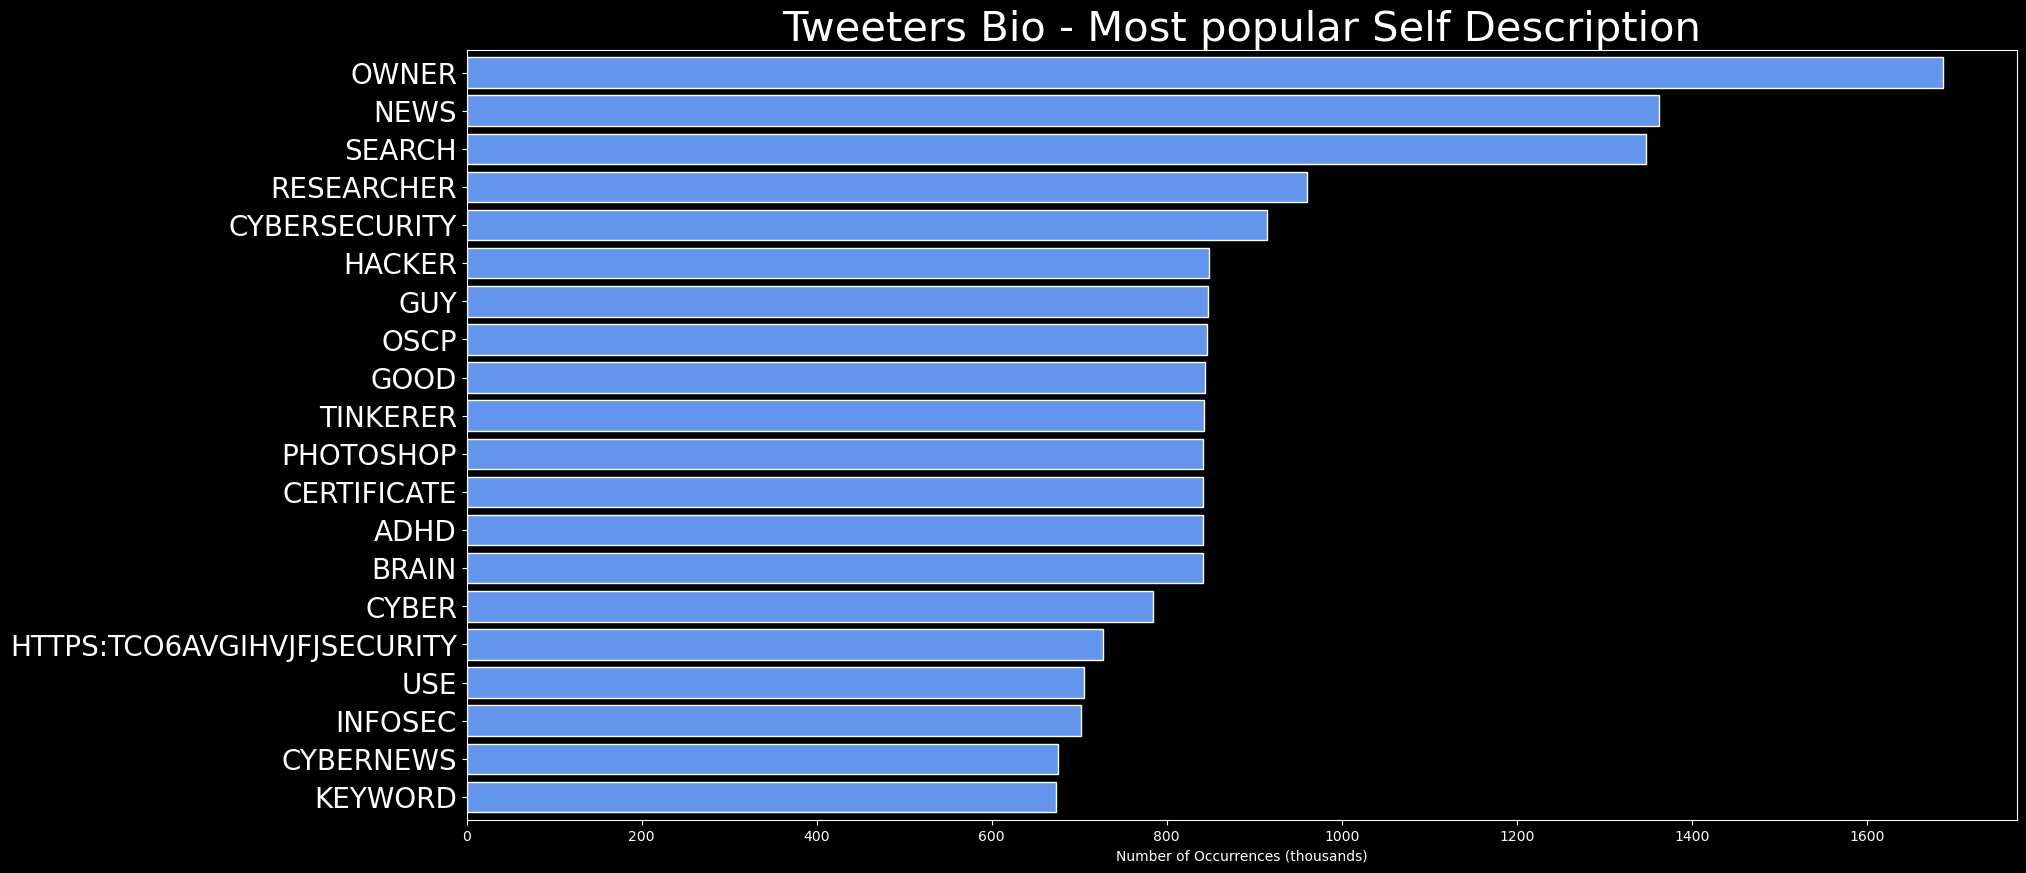 Tweeters Bio - Most popular Self Description
OWNER
NEWS
SEARCH
RESEARCHER
CYBERSECURITY
HACKER
GUY
OSCP
GOOD
TINKERER
PHOTOSHOP
CERTIFICATE
ADHD
BRAIN
CYBER
HTTPS:TCO6AVGIHVJFJSECURITY
USE
INFOSEC
CYBERNEWS
KEYWORD
0 200 400 600 800 1000 1200 1400 1600
Number of Occurrences (thousands)